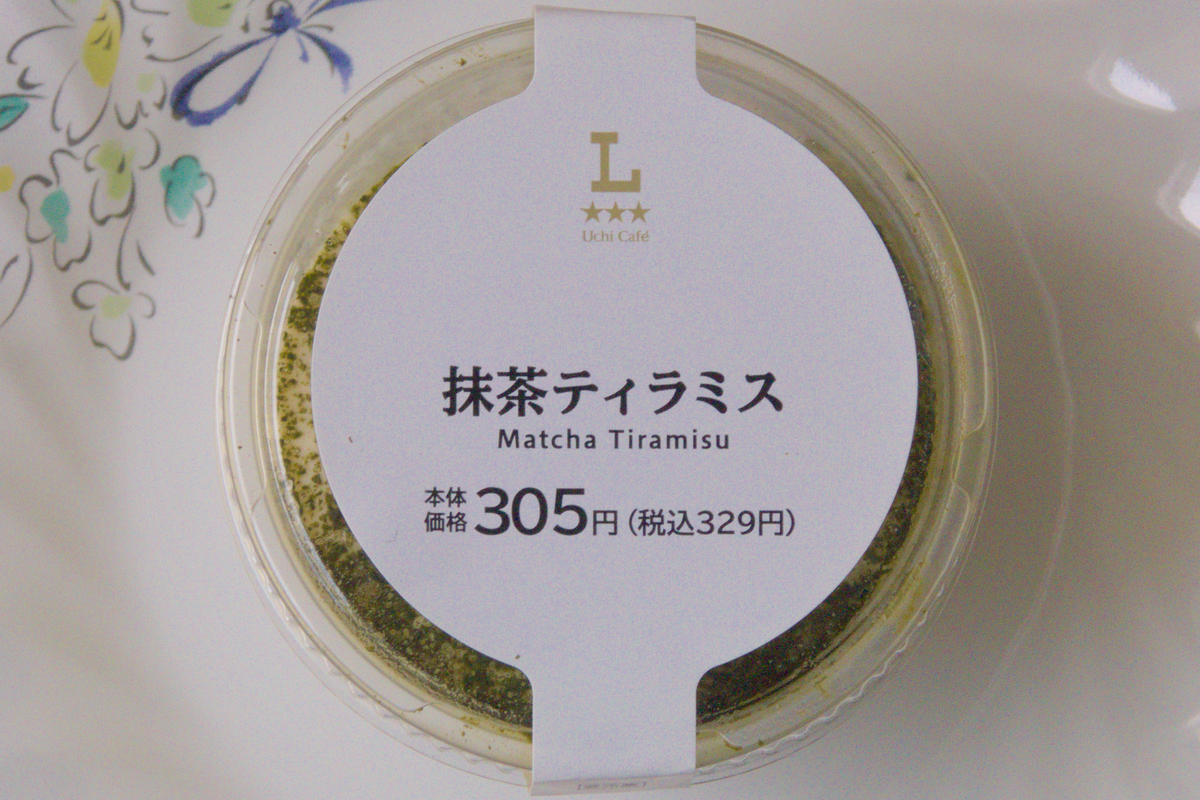 L
★★★
Uchi Café
抹茶ティラミス
Matcha Tiramisu
本体価格 305円 (税込329円)